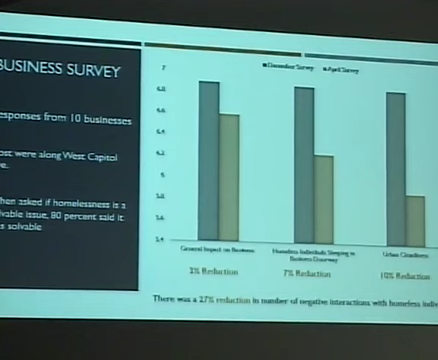 BUSINESS SURVEY
esponses from 10 businesses
ost were along West Capitol
e.
hen asked if homelessness is a
vable issue, 80 percent said it
s solvable
December Survey April Survey
7
6.8
6.6
6.4
6.2
6
5.8
5.6
5.4
General Impact on Business
Homeless Individuals Sleeping in
Business Doorway
Urban Cleanliness
3% Reduction
7% Reduction
10% Reduction
There was a 27% reduction in number of negative interactions with homeless indiv